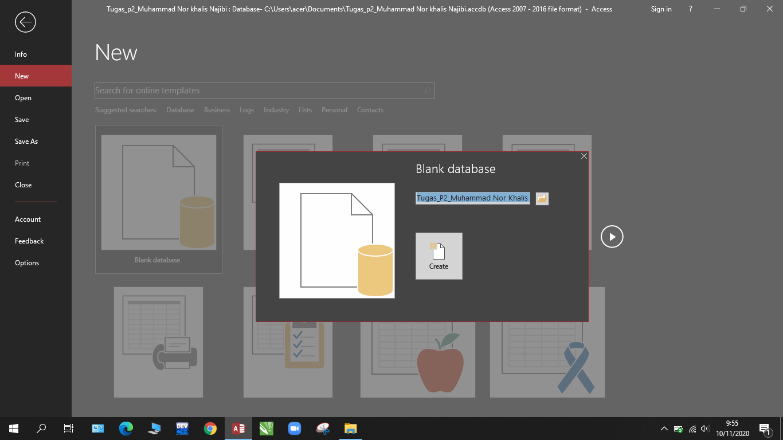 Tugas_p2_Muhammad Nor khalis Najibi : Database- C:\Users\acer\Documents\Tugas_p2_Muhammad Nor khalis Najibi.accdb (Access 2007 - 2016 file format) - Access
Sign in
?
Info
New
Open
Save
Save As
Print
Close
Account
Feedback
Options
New
Search for online templates
Suggested searches: Database Business Logs Industry Lists Personal Contacts
Blank database
Blank database
Tugas_P2_Muhammad Nor Khalis
Create
DEV
9:55
10/11/2020
1